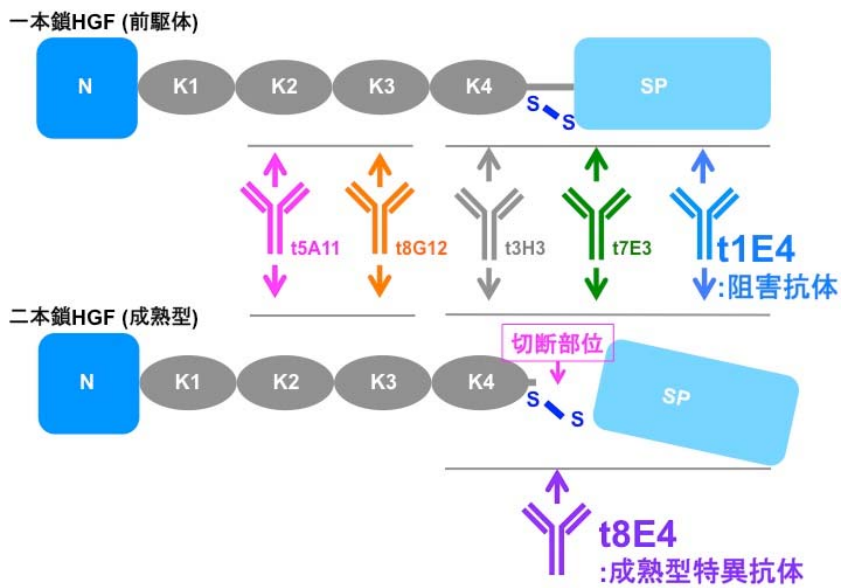 一本鎖HGF (前駆体)
N K1 K2 K3 K4 SP
S S
t5A11 t8G12 t3H3 t7E3 t1E4
:阻害抗体
二本鎖HGF (成熟型)
切断部位
N K1 K2 K3 K4 SP
S S
t8E4
:成熟型特異抗体